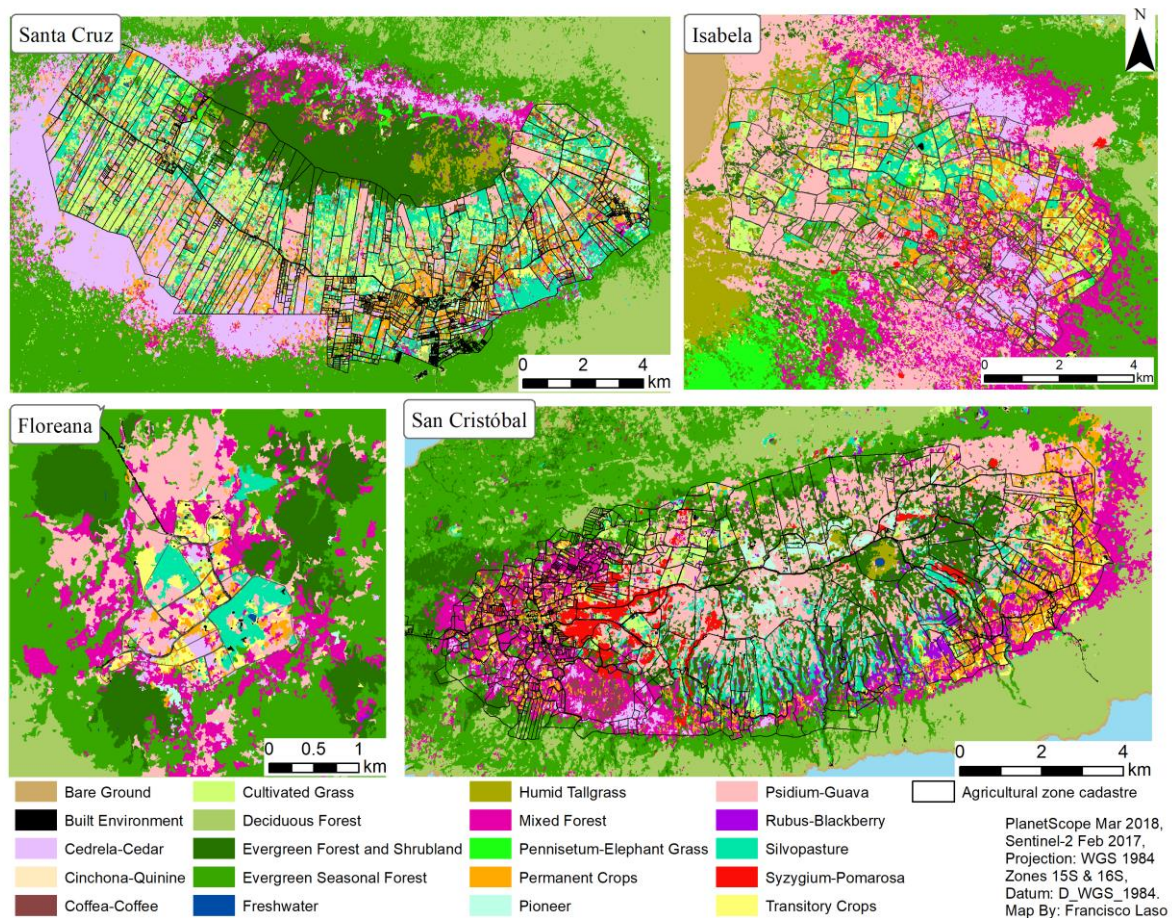 Santa Cruz
Isabela
N
0 2 4
km
0 2 4
km
Floreana
San Cristóbal
0 0.5 1
km
0 2 4
km
Bare Ground
Built Environment
Cedrela-Cedar
Cinchona-Quinine
Coffea-Coffee
Cultivated Grass
Deciduous Forest
Evergreen Forest and Shrubland
Evergreen Seasonal Forest
Freshwater
Humid Tallgrass
Mixed Forest
Pennisetum-Elephant Grass
Permanent Crops
Pioneer
Psidium-Guava
Rubus-Blackberry
Silvopasture
Syzygium-Pomarosa
Transitory Crops
Agricultural zone cadastre
PlanetScope Mar 2018,
Sentinel-2 Feb 2017,
Projection: WGS 1984
Zones 15S & 16S,
Datum: D_WGS_1984.
Map By: Francisco Laso